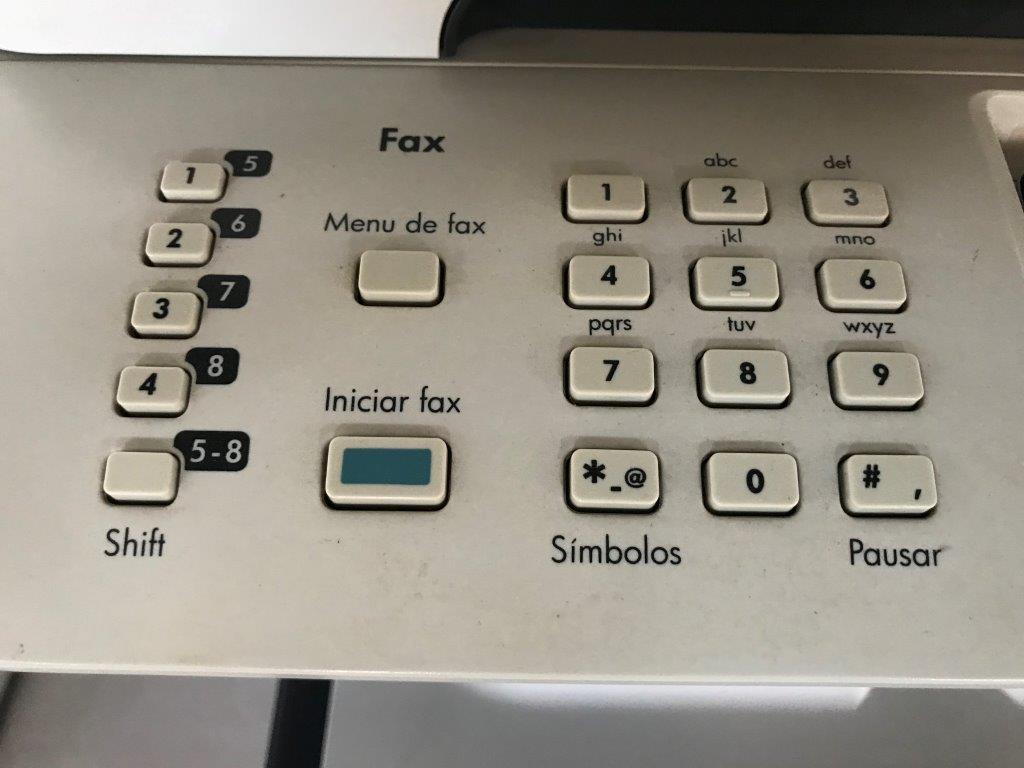 Fax
1 5
2 6
3 7
4 8
5-8
Shift
Menu de fax
Iniciar fax
abc def
1 2 3
ghi jkl mno
4 5 6
pqrs tuv wxyz
7 8 9
*_@ 0 # ,
Símbolos Pausar